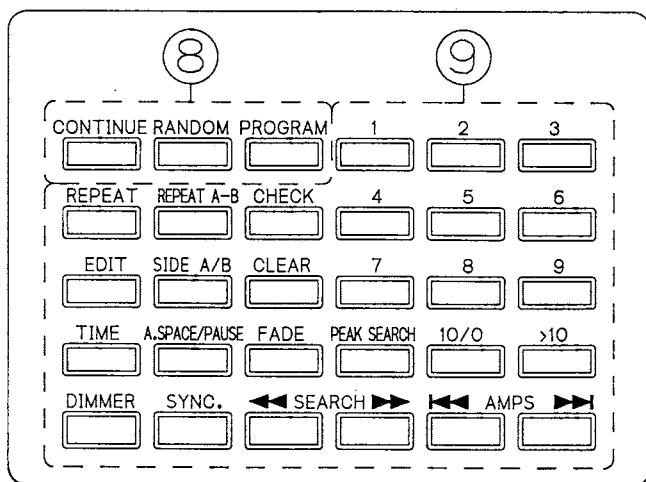 8 9
CONTINUE RANDOM PROGRAM 1 2 3
REPEAT REPEAT A-B CHECK 4 5 6
EDIT SIDE A/B CLEAR 7 8 9
TIME A.SPACE/PAUSE FADE PEAK SEARCH 10/0 >10
DIMMER SYNC. ◀◀ SEARCH ▶▶ |◀◀ AMPS ▶▶|